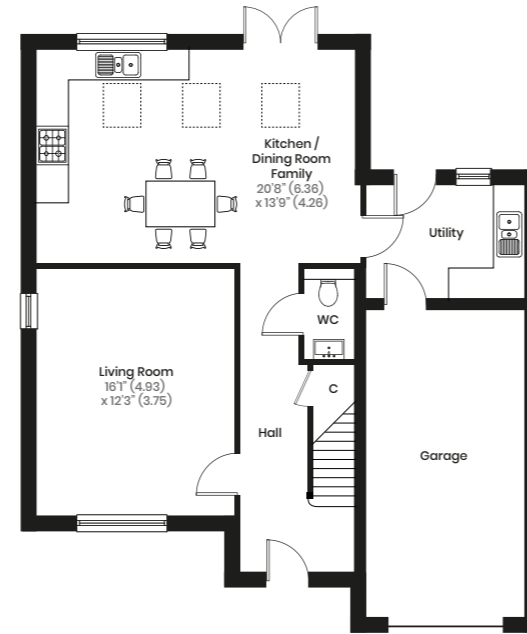 Kitchen /
Dining Room
Family
20'8" (6.36)
x 13'9" (4.26)
Utility
WC
Living Room
16'1" (4.93)
x 12'3" (3.75)
C
Hall
Garage